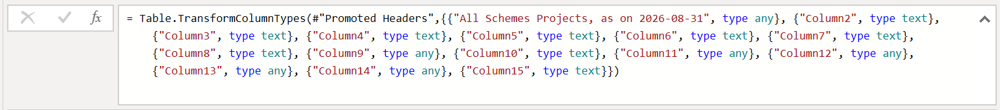 fx = Table.TransformColumnTypes(#"Promoted Headers",{{"All Schemes Projects, as on 2026-08-31", type any}, {"Column2", type text},
{"Column3", type text}, {"Column4", type text}, {"Column5", type text}, {"Column6", type text}, {"Column7", type text},
{"Column8", type text}, {"Column9", type any}, {"Column10", type text}, {"Column11", type any}, {"Column12", type any},
{"Column13", type any}, {"Column14", type any}, {"Column15", type text}})